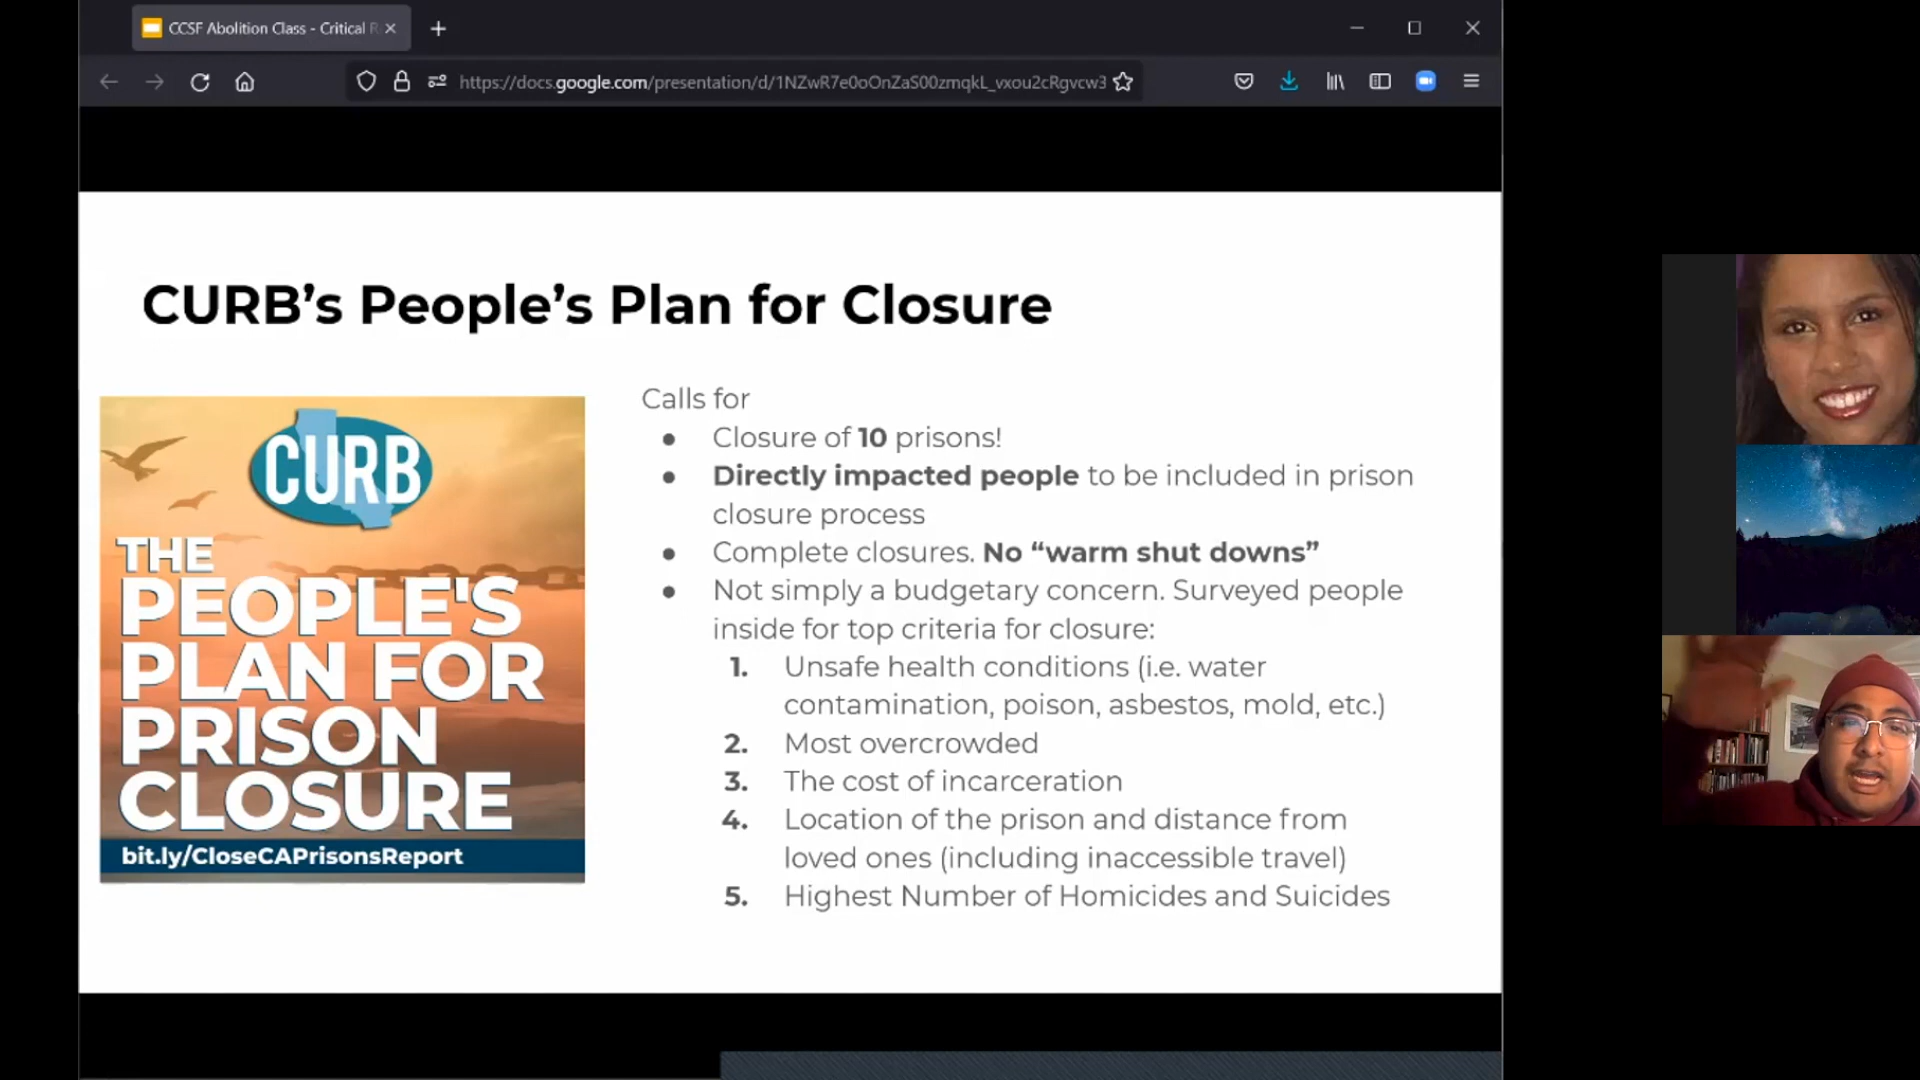 CCSF Abolition Class - Critical R
https://docs.google.com/presentation/d/1NZwR7e0oOnZaS00zmqkL_vxou2cRgvcw3
CURB’s People’s Plan for Closure
CURB
THE
PEOPLE'S
PLAN FOR
PRISON
CLOSURE
bit.ly/CloseCAPrisonsReport
Calls for
● Closure of 10 prisons!
● Directly impacted people to be included in prison
closure process
● Complete closures. No “warm shut downs”
● Not simply a budgetary concern. Surveyed people
inside for top criteria for closure:
1. Unsafe health conditions (i.e. water
contamination, poison, asbestos, mold, etc.)
2. Most overcrowded
3. The cost of incarceration
4. Location of the prison and distance from
loved ones (including inaccessible travel)
5. Highest Number of Homicides and Suicides